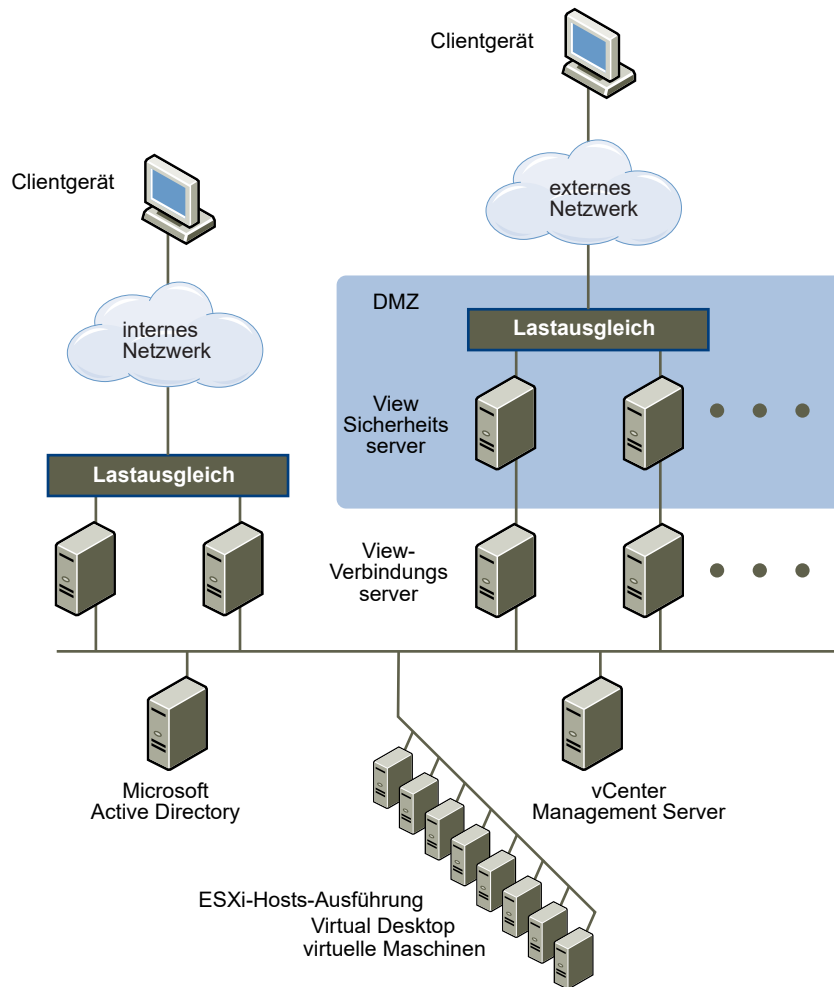 Clientgerät
Clientgerät
externes
Netzwerk
internes
Netzwerk
DMZ
Lastausgleich
View
Sicherheits
server
Lastausgleich
View-
Verbindungs
server
Microsoft
Active Directory
vCenter
Management Server
ESXi-Hosts-Ausführung
Virtual Desktop
virtuelle Maschinen